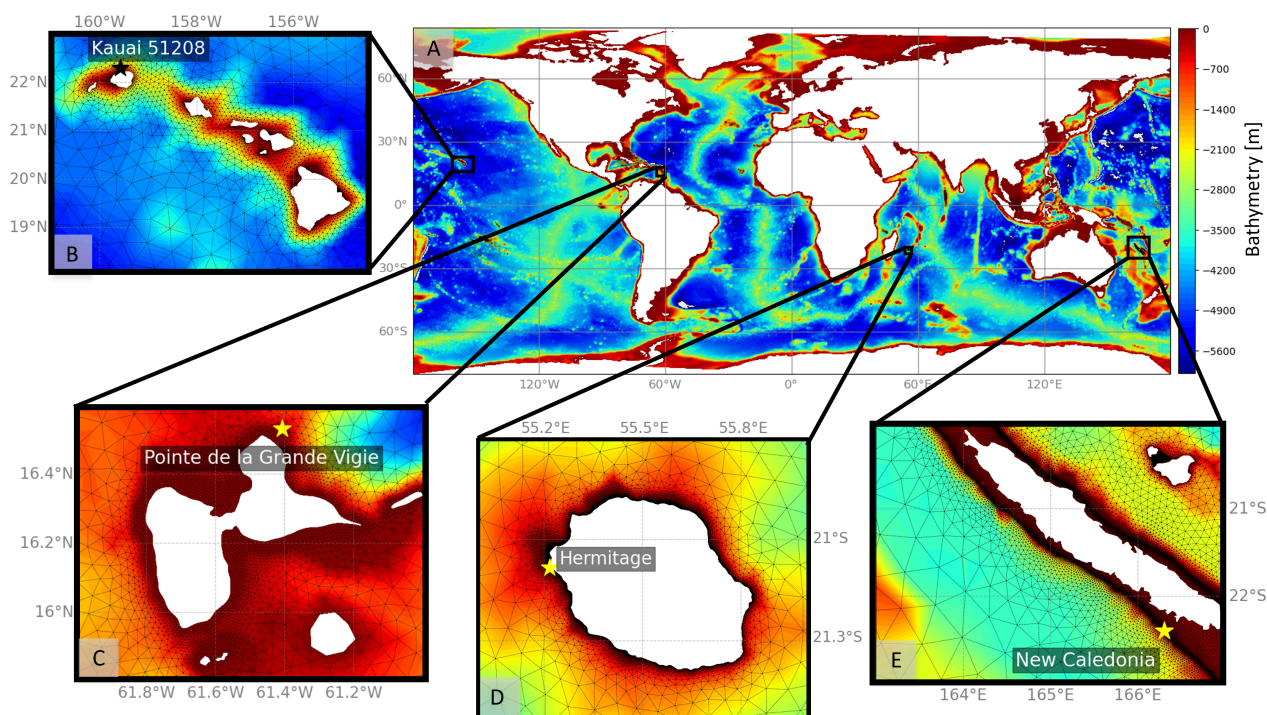 160°W 158°W 156°W
Kauai 51208
22°N
21°N
20°N
19°N
B
A
60°N
30°N
0°
30°S
60°S
120°W 60°W 0° 60°E 120°E
0
−700
−1400
−2100
−2800
−3500
−4200
−4900
−5600
Bathymetry [m]
Pointe de la Grande Vigie
16.4°N
16.2°N
16°N
C
61.8°W 61.6°W 61.4°W 61.2°W
55.2°E 55.5°E 55.8°E
Hermitage
21°S
21.3°S
D
21°S
22°S
New Caledonia
E
164°E 165°E 166°E